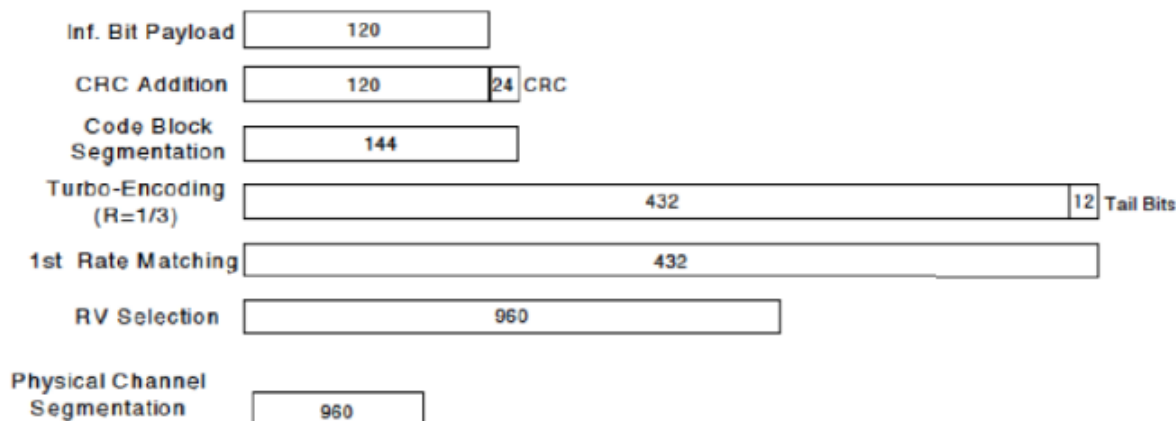 Inf. Bit Payload 120
CRC Addition 120 24 CRC
Code Block
Segmentation 144
Turbo-Encoding
(R=1/3) 432 12 Tail Bits
1st Rate Matching 432
RV Selection 960
Physical Channel
Segmentation 960